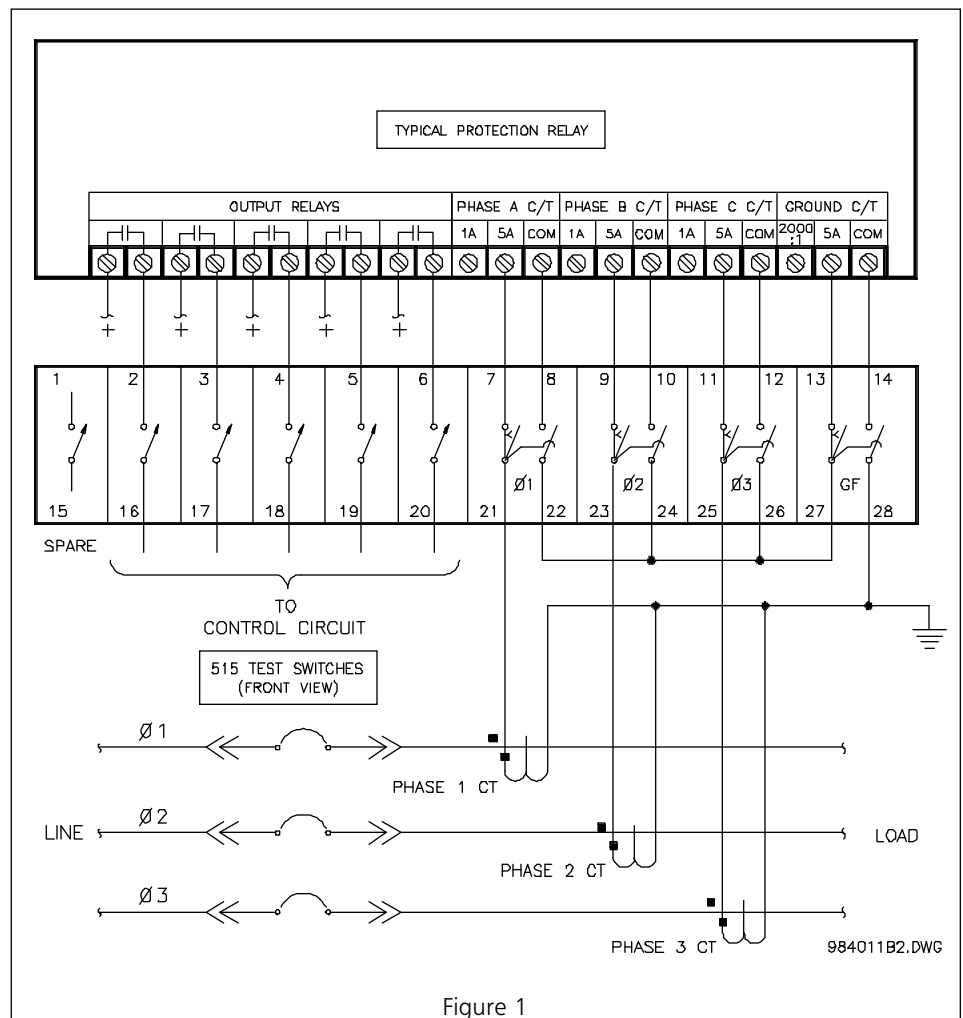 TYPICAL PROTECTION RELAY
OUTPUT RELAYS PHASE A C/T PHASE B C/T PHASE C C/T GROUND C/T
1A 5A COM 1A 5A COM 1A 5A COM 2000:1 5A COM
+ + + + +
1 2 3 4 5 6 7 8 9 10 11 12 13 14
Ø1 Ø2 Ø3 GF
15 16 17 18 19 20 21 22 23 24 25 26 27 28
SPARE
TO
CONTROL CIRCUIT
515 TEST SWITCHES
(FRONT VIEW)
Ø1
PHASE 1 CT
Ø2
LINE LOAD
PHASE 2 CT
Ø3
PHASE 3 CT 984011B2.DWG
Figure 1